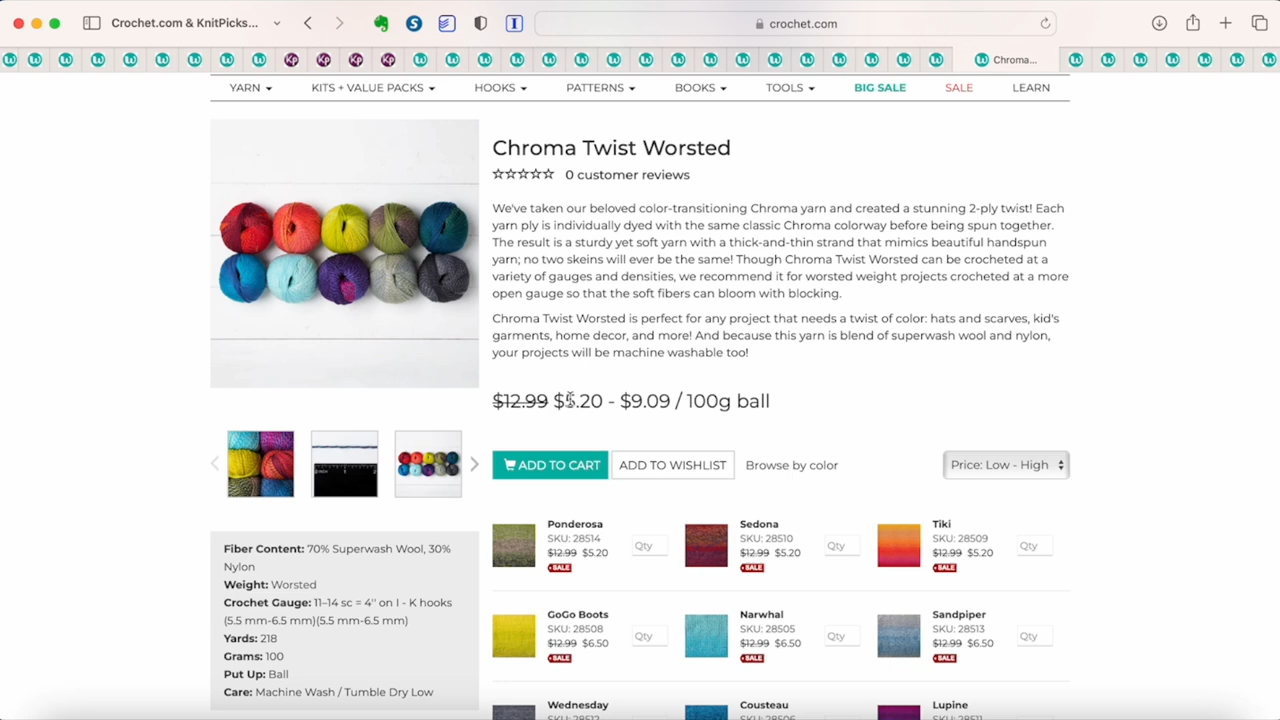 Crochet.com & KnitPicks...
crochet.com
Chroma...
YARN KITS + VALUE PACKS HOOKS PATTERNS BOOKS TOOLS BIG SALE SALE LEARN
Chroma Twist Worsted
0 customer reviews
We've taken our beloved color-transitioning Chroma yarn and created a stunning 2-ply twist! Each
yarn ply is individually dyed with the same classic Chroma colorway before being spun together.
The result is a sturdy yet soft yarn with a thick-and-thin strand that mimics beautiful handspun
yarn; no two skeins will ever be the same! Though Chroma Twist Worsted can be crocheted at a
variety of gauges and densities, we recommend it for worsted weight projects crocheted at a more
open gauge so that the soft fibers can bloom with blocking.
Chroma Twist Worsted is perfect for any project that needs a twist of color: hats and scarves, kid's
garments, home decor, and more! And because this yarn is blend of superwash wool and nylon,
your projects will be machine washable too!
$12.99 $5.20 - $9.09 / 100g ball
ADD TO CART ADD TO WISHLIST Browse by color Price: Low - High
Fiber Content: 70% Superwash Wool, 30%
Nylon
Weight: Worsted
Crochet Gauge: 11–14 sc = 4'' on I - K hooks
(5.5 mm-6.5 mm)(5.5 mm-6.5 mm)
Yards: 218
Grams: 100
Put Up: Ball
Care: Machine Wash / Tumble Dry Low
Ponderosa
SKU: 28514
$12.99 $5.20
SALE
Qty
Sedona
SKU: 28510
$12.99 $5.20
SALE
Qty
Tiki
SKU: 28509
$12.99 $5.20
SALE
Qty
GoGo Boots
SKU: 28508
$12.99 $6.50
SALE
Qty
Narwhal
SKU: 28505
$12.99 $6.50
SALE
Qty
Sandpiper
SKU: 28513
$12.99 $6.50
SALE
Qty
Wednesday
SKU: 28512
Cousteau
SKU: 28506
Lupine
SKU: 28511